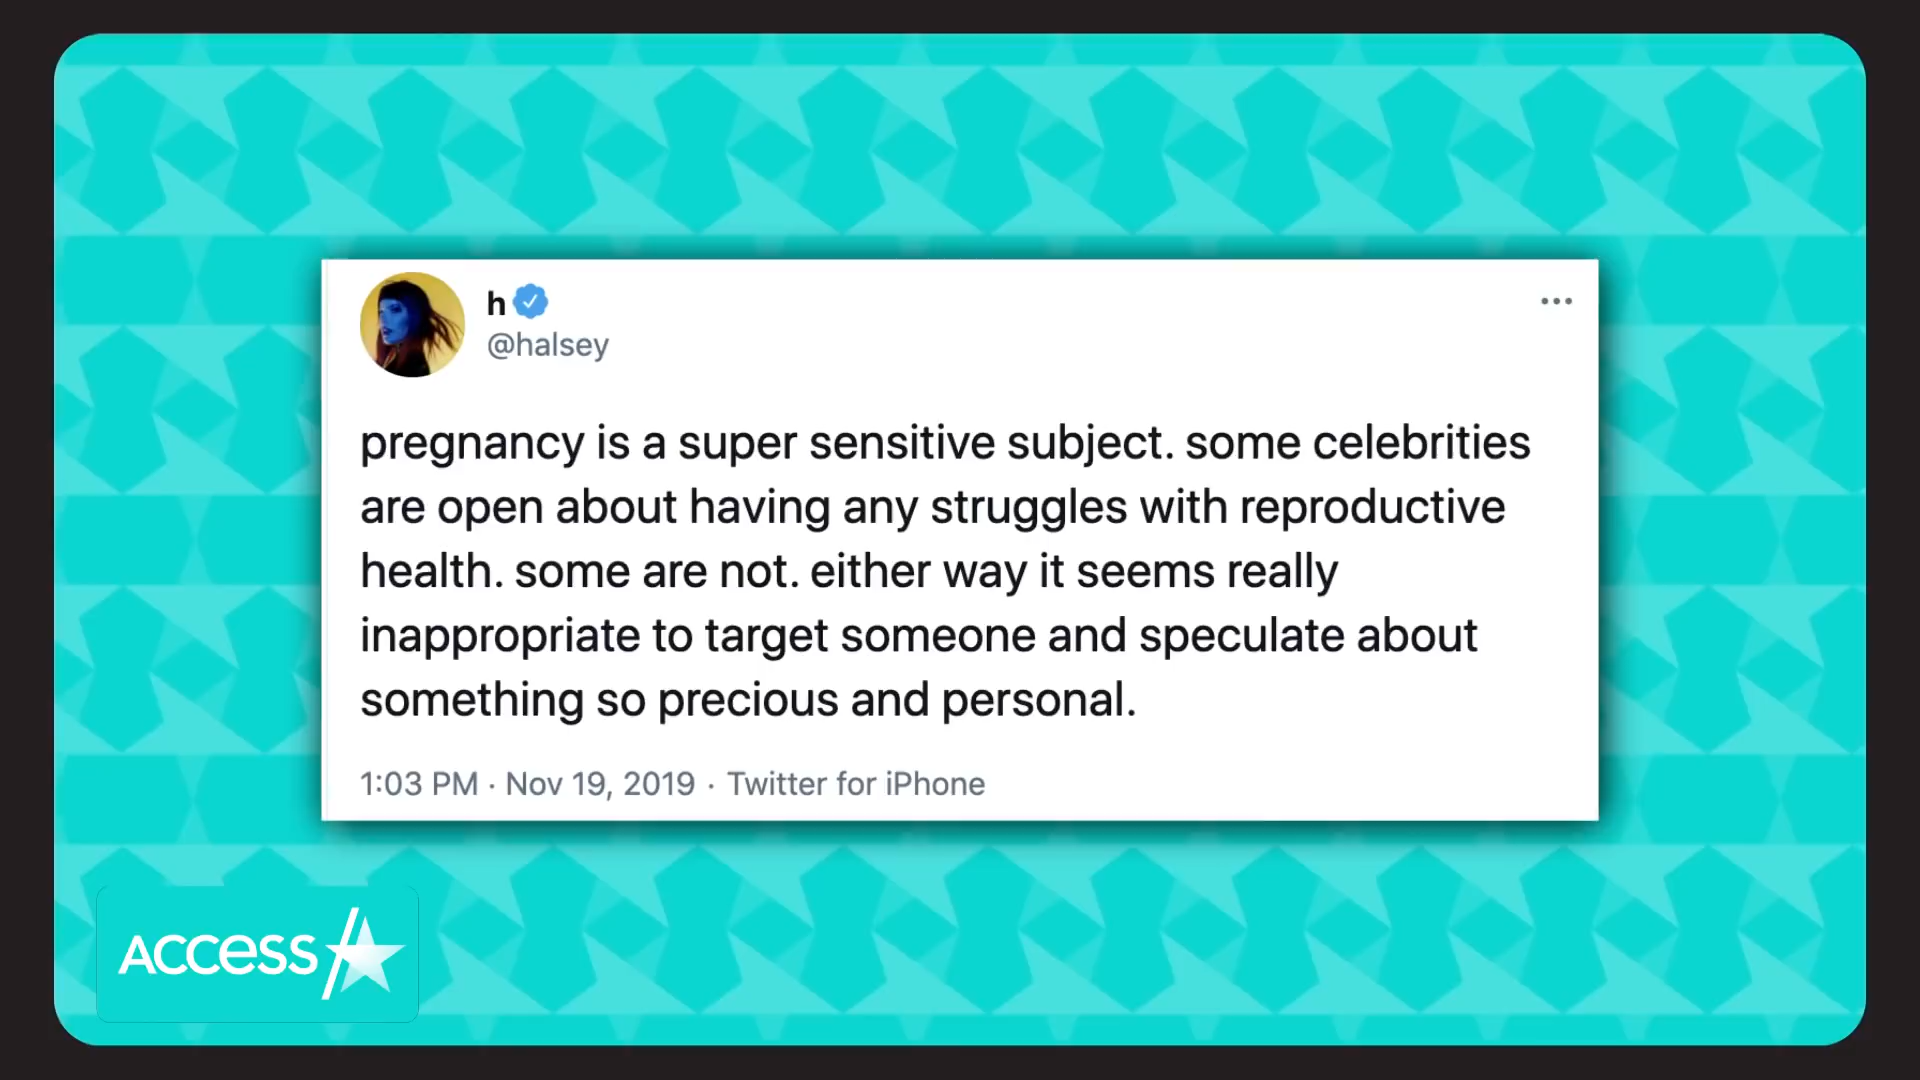 h
@halsey
pregnancy is a super sensitive subject. some celebrities
are open about having any struggles with reproductive
health. some are not. either way it seems really
inappropriate to target someone and speculate about
something so precious and personal.
1:03 PM · Nov 19, 2019 · Twitter for iPhone
ACCESS